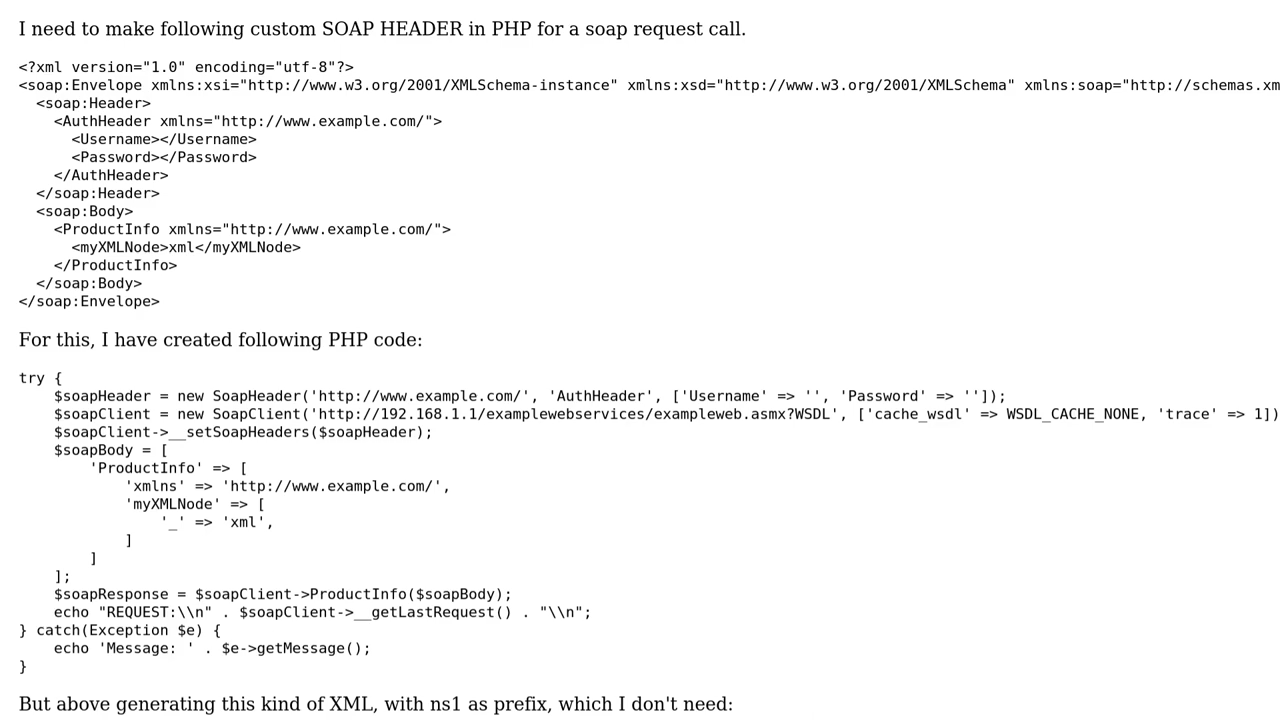 I need to make following custom SOAP HEADER in PHP for a soap request call.
<?xml version="1.0" encoding="utf-8"?>
<soap:Envelope xmlns:xsi="http://www.w3.org/2001/XMLSchema-instance" xmlns:xsd="http://www.w3.org/2001/XMLSchema" xmlns:soap="http://schemas.xm
  <soap:Header>
    <AuthHeader xmlns="http://www.example.com/">
      <Username></Username>
      <Password></Password>
    </AuthHeader>
  </soap:Header>
  <soap:Body>
    <ProductInfo xmlns="http://www.example.com/">
      <myXMLNode>xml</myXMLNode>
    </ProductInfo>
  </soap:Body>
</soap:Envelope>
For this, I have created following PHP code:
try {
    $soapHeader = new SoapHeader('http://www.example.com/', 'AuthHeader', ['Username' => '', 'Password' => '']);
    $soapClient = new SoapClient('http://192.168.1.1/examplewebservices/exampleweb.asmx?WSDL', ['cache_wsdl' => WSDL_CACHE_NONE, 'trace' => 1])
    $soapClient->__setSoapHeaders($soapHeader);
    $soapBody = [
        'ProductInfo' => [
            'xmlns' => 'http://www.example.com/',
            'myXMLNode' => [
                '_' => 'xml',
            ]
        ]
    ];
    $soapResponse = $soapClient->ProductInfo($soapBody);
    echo "REQUEST:\\n" . $soapClient->__getLastRequest() . "\\n";
} catch(Exception $e) {
    echo 'Message: ' . $e->getMessage();
}
But above generating this kind of XML, with ns1 as prefix, which I don't need: